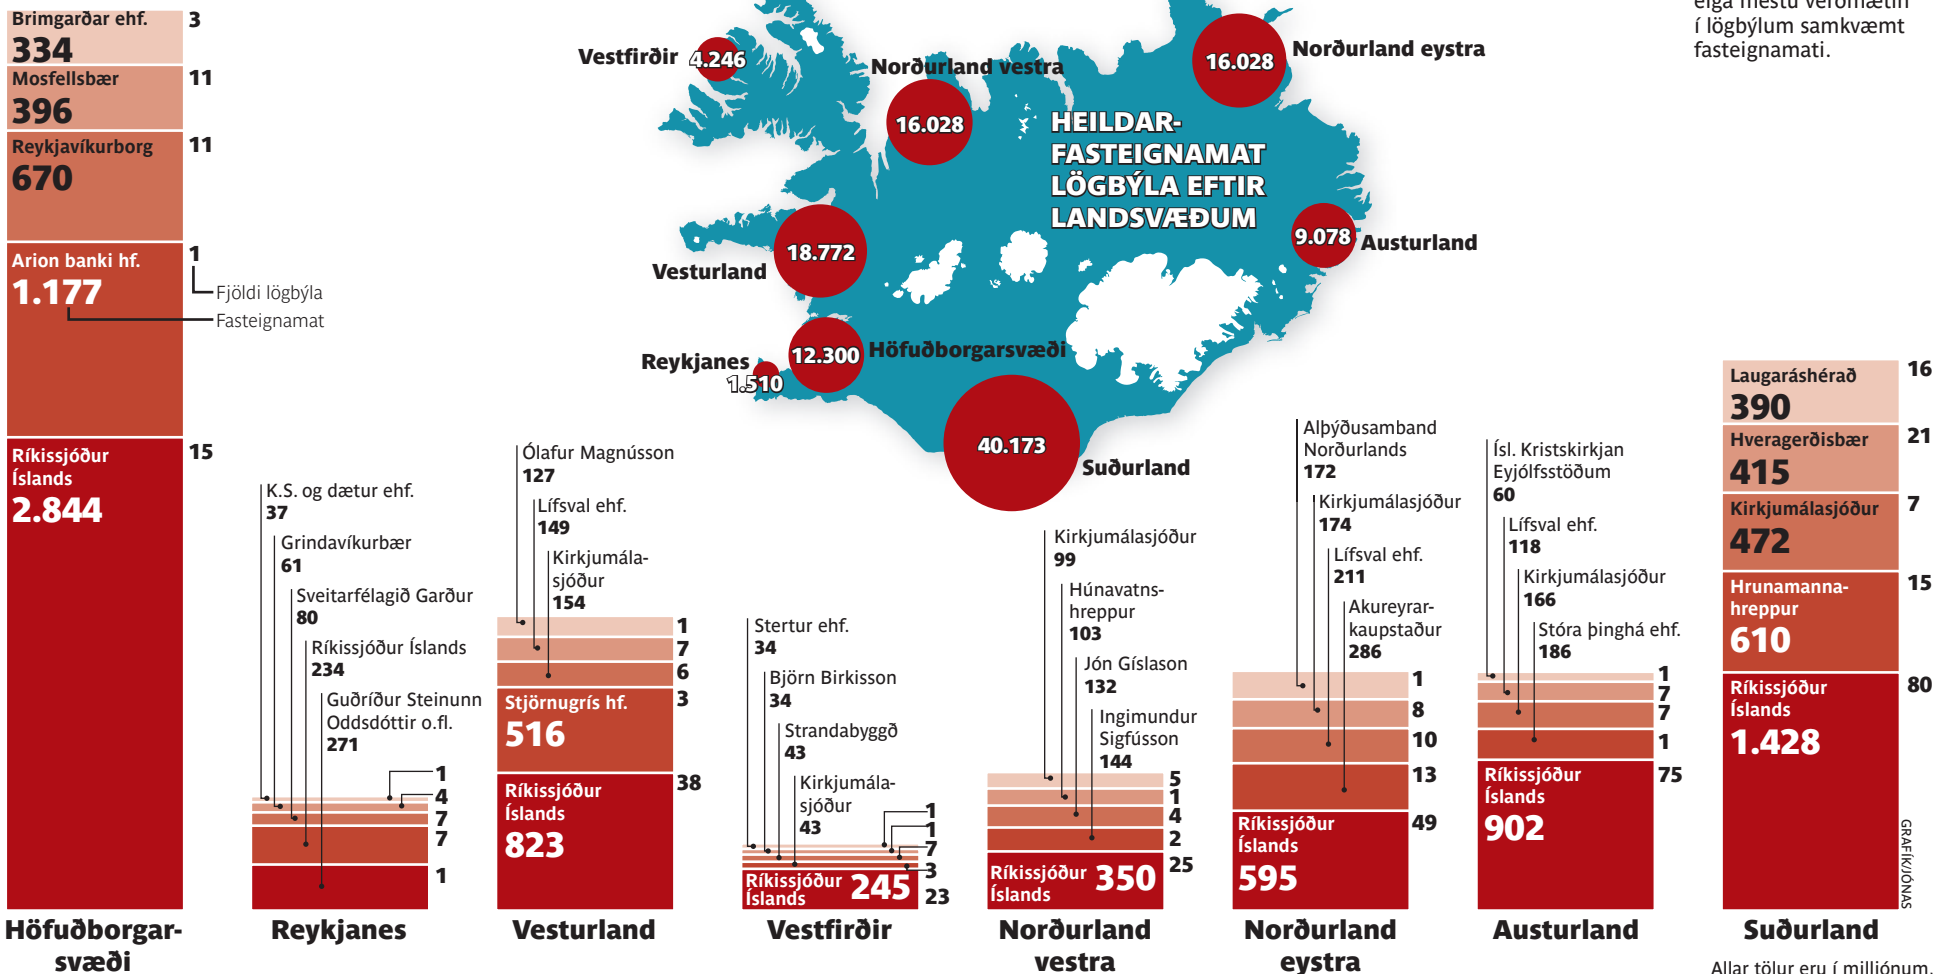 eiga mestu verðmætin
í lögbýlum samkvæmt
fasteignamati.
Vestfirðir
4.246
Norðurland vestra
16.028
Norðurland eystra
16.028
HEILDAR-
FASTEIGNAMAT
LÖGBÝLA EFTIR
LANDSVÆÐUM
Vesturland
18.772
Austurland
9.078
Reykjanes
1.510
Höfuðborgarsvæði
12.300
Suðurland
40.173
Brimgarðar ehf.
334
3
Mosfellsbær
396
11
Reykjavíkurborg
670
11
Arion banki hf.
1.177
1
Fjöldi lögbýla
Fasteignamat
Ríkissjóður
Íslands
2.844
15
Höfuðborgar-
svæði
K.S. og dætur ehf.
37
Grindavíkurbær
61
Sveitarfélagið Garður
80
Ríkissjóður Íslands
234
Guðríður Steinunn
Oddsdóttir o.fl.
271
1
4
7
7
1
Reykjanes
Ólafur Magnússon
127
Lífsval ehf.
149
Kirkjumála-
sjóður
154
1
7
6
Stjörnugrís hf.
516
3
Ríkissjóður
Íslands
823
38
Vesturland
Stertur ehf.
34
Björn Birkisson
34
Strandabyggð
43
Kirkjumála-
sjóður
43
1
1
7
3
Ríkissjóður
Íslands
245
23
Vestfirðir
Kirkjumálasjóður
99
Húnavatns-
hreppur
103
Jón Gíslason
132
Ingimundur
Sigfússon
144
5
1
4
2
Ríkissjóður
Íslands
350
25
Norðurland
vestra
Alþýðusamband
Norðurlands
172
Kirkjumálasjóður
174
Lífsval ehf.
211
Akureyrar-
kaupstaður
286
1
8
10
13
Ríkissjóður
Íslands
595
49
Norðurland
eystra
Ísl. Kristskirkjan
Eyjólfsstöðum
60
Lífsval ehf.
118
Kirkjumálasjóður
166
Stóra þinghá ehf.
186
1
7
7
1
Ríkissjóður
Íslands
902
75
Austurland
Laugaráshérað
390
16
Hveragerðisbær
415
21
Kirkjumálasjóður
472
7
Hrunamanna-
hreppur
610
15
Ríkissjóður
Íslands
1.428
80
Suðurland
GRAFÍK/JÓNAS
Allar tölur eru í milljónum.